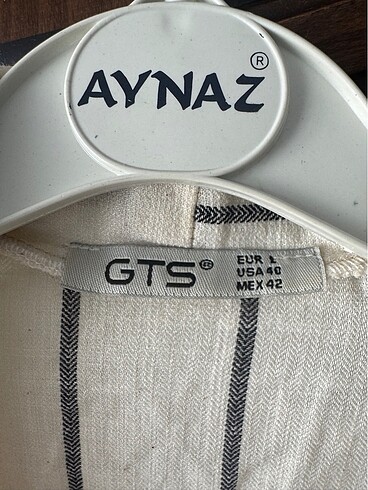 AYNAZ®
GTS®
EUR L
USA 40
MEX 42